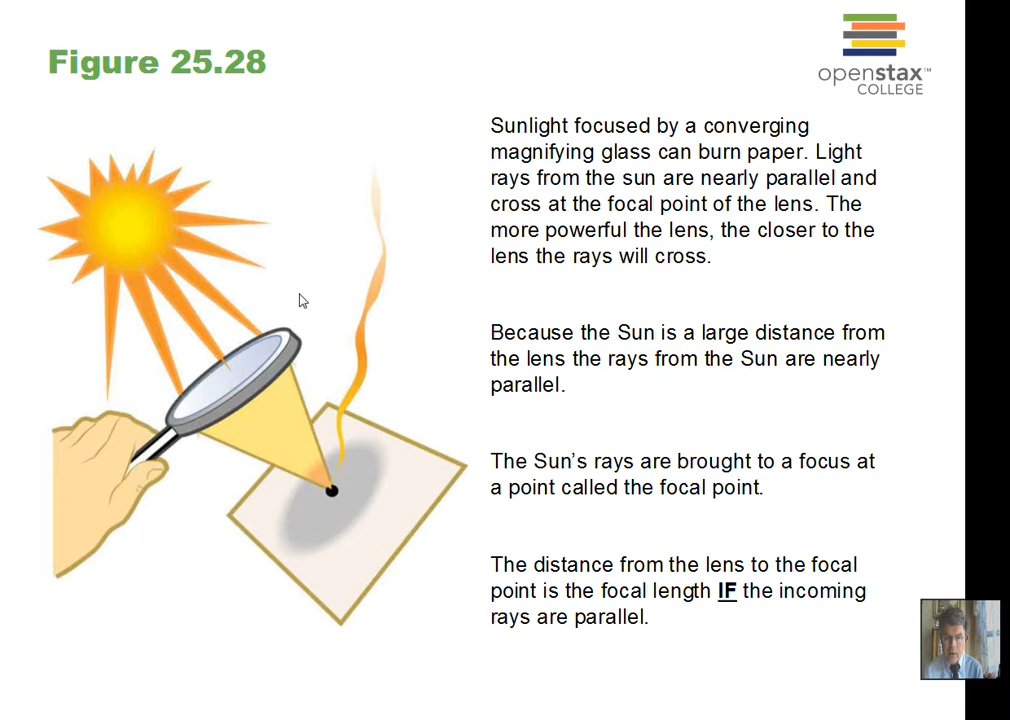 Figure 25.28
openstax™
COLLEGE
Sunlight focused by a converging
magnifying glass can burn paper. Light
rays from the sun are nearly parallel and
cross at the focal point of the lens. The
more powerful the lens, the closer to the
lens the rays will cross.
Because the Sun is a large distance from
the lens the rays from the Sun are nearly
parallel.
The Sun’s rays are brought to a focus at
a point called the focal point.
The distance from the lens to the focal
point is the focal length IF the incoming
rays are parallel.